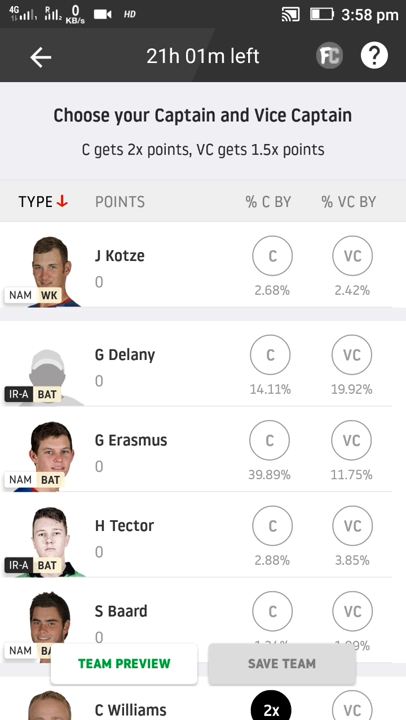 4G R 0 KB/s HD 3:58 pm
21h 01m left FC ?
Choose your Captain and Vice Captain
C gets 2x points, VC gets 1.5x points
TYPE POINTS % C BY % VC BY
J Kotze C VC
0 2.68% 2.42%
NAM WK
G Delany C VC
0 14.11% 19.92%
IR-A BAT
G Erasmus C VC
0 39.89% 11.75%
NAM BAT
H Tector C VC
0 2.88% 3.85%
IR-A BAT
S Baard C VC
0
NAM
TEAM PREVIEW SAVE TEAM
C Williams 2x VC